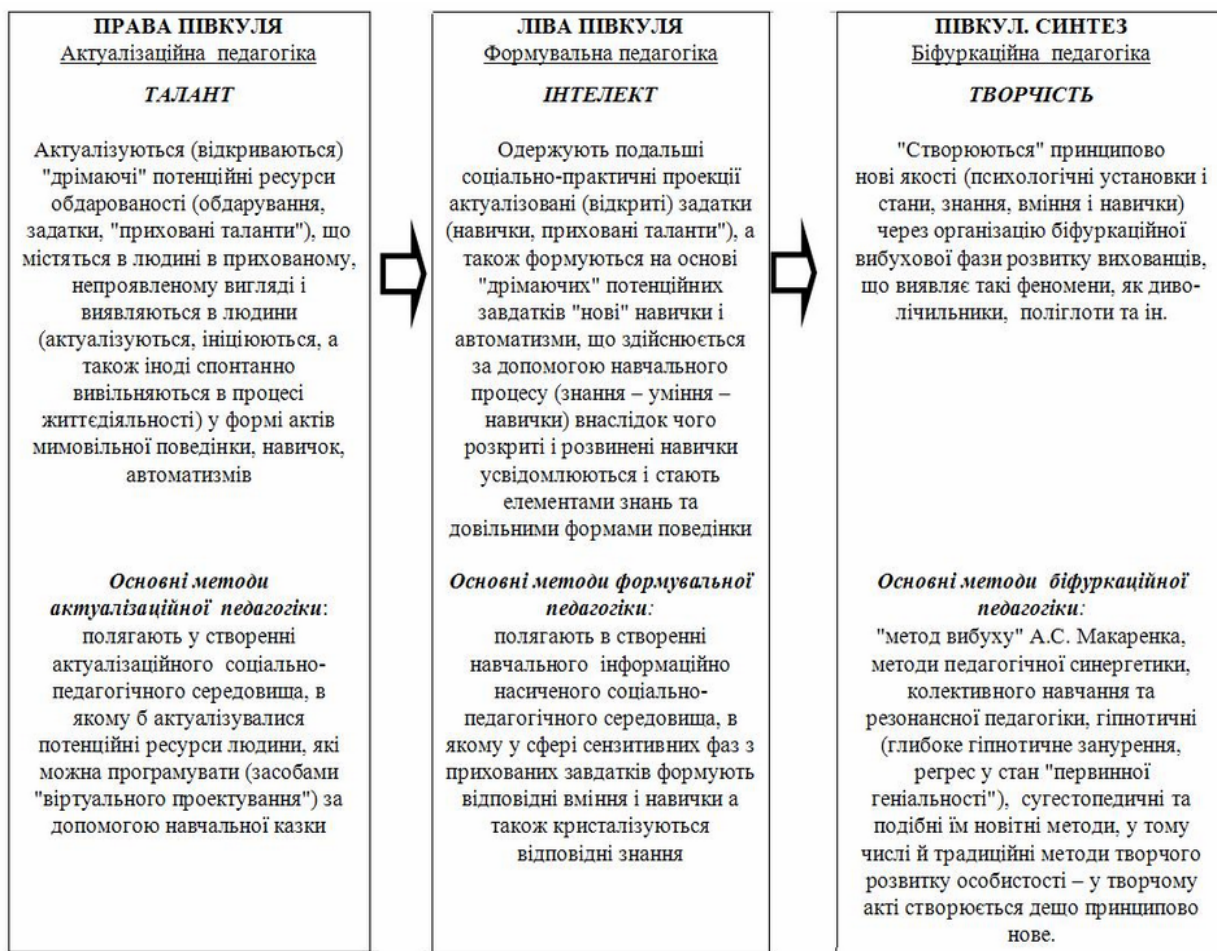 ПРАВА ПІВКУЛЯ
Актуалізаційна педагогіка
ТАЛАНТ
Актуалізуються (відкриваються)
"дрімаючі" потенційні ресурси
обдарованості (обдарування,
задатки, "приховані таланти"), що
містяться в людині в прихованому,
непроявленому вигляді і
виявляються в людини
(актуалізуються, ініціюються, а
також іноді спонтанно
вивільняються в процесі
життєдіяльності) у формі актів
мимовільної поведінки, навичок,
автоматизмів
Основні методи
актуалізаційної педагогіки:
полягають у створенні
актуалізаційного соціально-
педагогічного середовища, в
якому б актуалізувалися
потенційні ресурси людини, які
можна програмувати (засобами
"віртуального проектування") за
допомогою навчальної казки
ЛІВА ПІВКУЛЯ
Формувальна педагогіка
ІНТЕЛЕКТ
Одержують подальші
соціально-практичні проекції
актуалізовані (відкриті) задатки
(навички, приховані таланти"), а
також формуються на основі
"дрімаючих" потенційних
завдатків "нові" навички і
автоматизми, що здійснюється
за допомогою навчального
процесу (знання – уміння –
навички) внаслідок чого
розкриті і розвинені навички
усвідомлюються і стають
елементами знань та
довільними формами поведінки
Основні методи формувальної
педагогіки:
полягають в створенні
навчального інформаційно
насиченого соціально-
педагогічного середовища, в
якому у сфері сензитивних фаз з
прихованих завдатків формують
відповідні вміння і навички а
також кристалізуються
відповідні знання
ПІВКУЛ. СИНТЕЗ
Біфуркаційна педагогіка
ТВОРЧІСТЬ
"Створюються" принципово
нові якості (психологічні установки і
стани, знання, вміння і навички)
через організацію біфуркаційної
вибухової фази розвитку вихованців,
що виявляє такі феномени, як диво-
лічильники, поліглоти та ін.
Основні методи біфуркаційної
педагогіки:
"метод вибуху" А.С. Макаренка,
методи педагогічної синергетики,
колективного навчання та
резонансної педагогіки, гіпнотичні
(глибоке гіпнотичне занурення,
регрес у стан "первинної
геніальності"), сугестопедичні та
подібні їм новітні методи, у тому
числі й традиційні методи творчого
розвитку особистості – у творчому
акті створюється дещо принципово
нове.